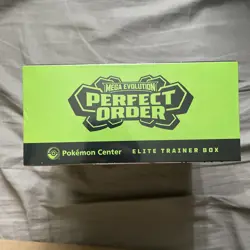 MEGA EVOLUTION
PERFECT
ORDER
Pokémon Center ELITE TRAINER BOX